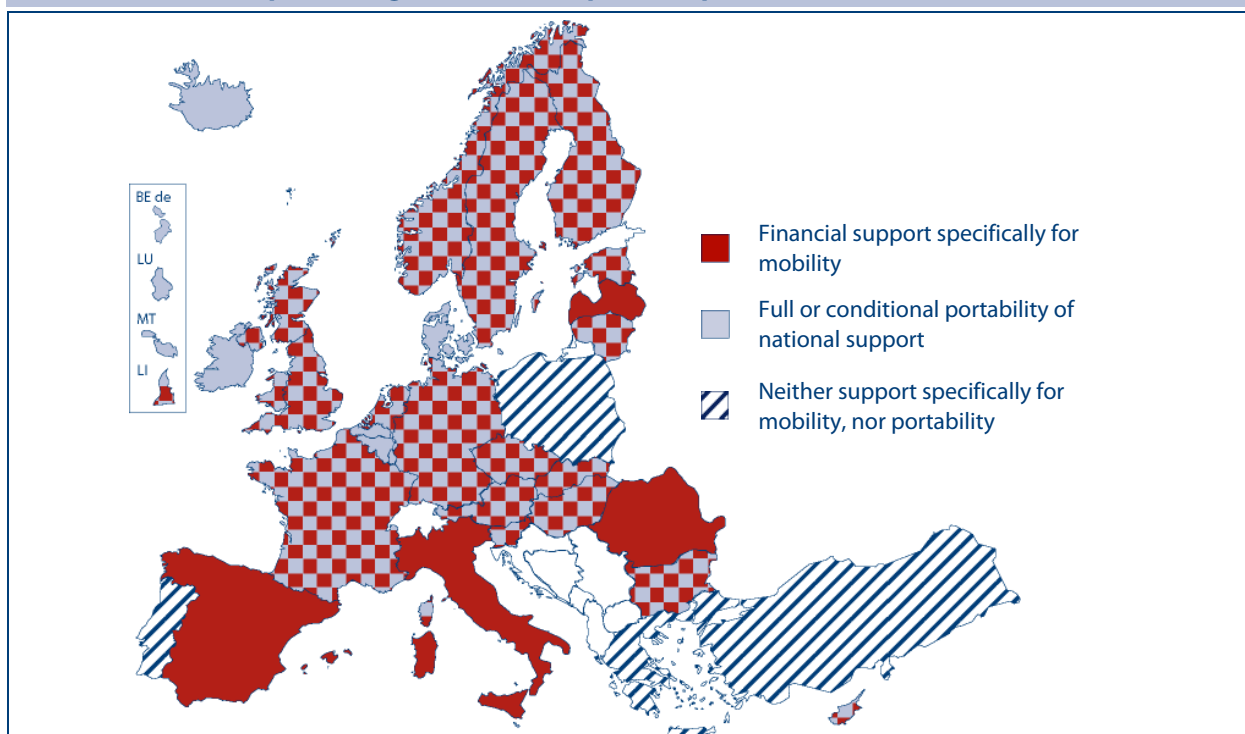 BE de
LU
MT
LI
Financial support specifically for
mobility
Full or conditional portability of
national support
Neither support specifically for
mobility, nor portability